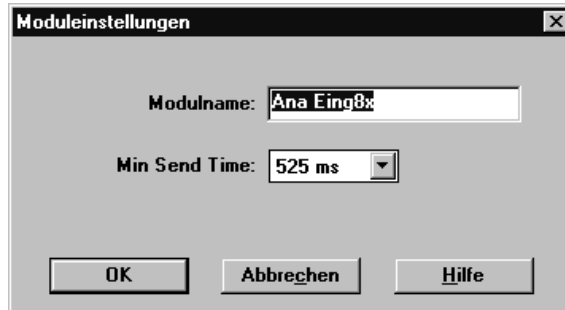 Moduleinstellungen
Modulname: Ana Eing8x
Min Send Time: 525 ms
OK Abbrechen Hilfe